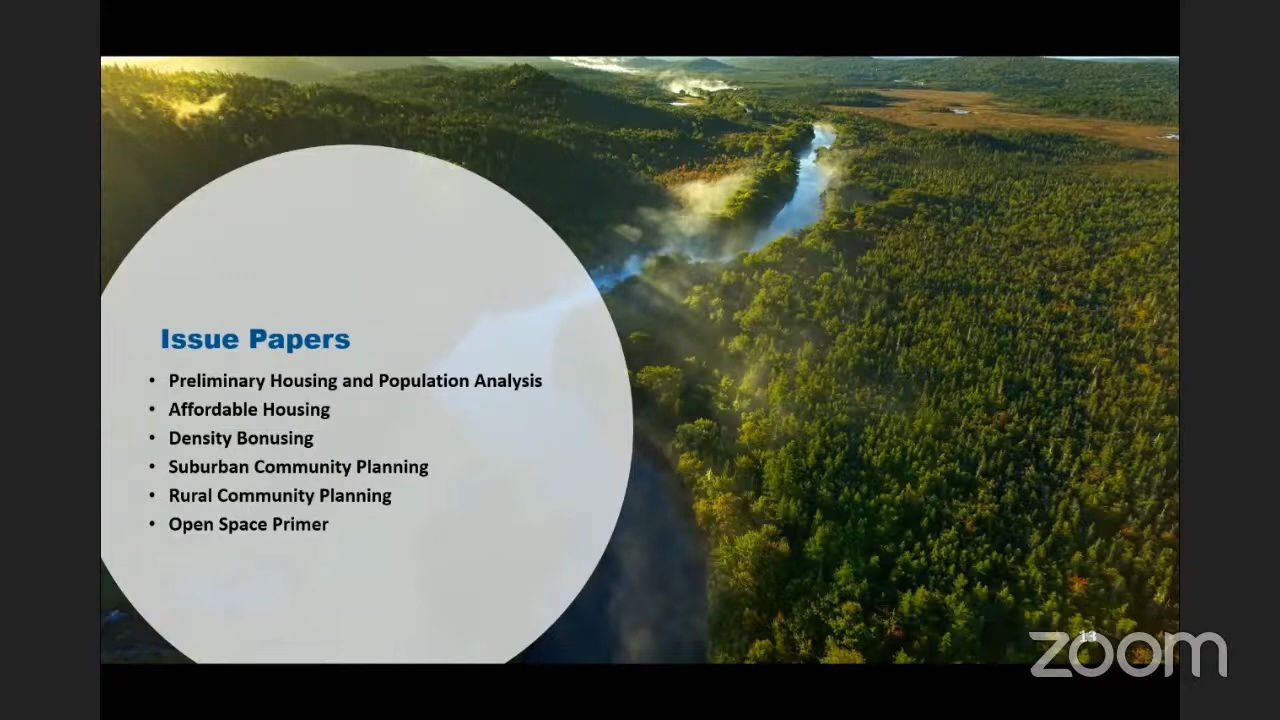 Issue Papers
• Preliminary Housing and Population Analysis
• Affordable Housing
• Density Bonusing
• Suburban Community Planning
• Rural Community Planning
• Open Space Primer
13
zoom